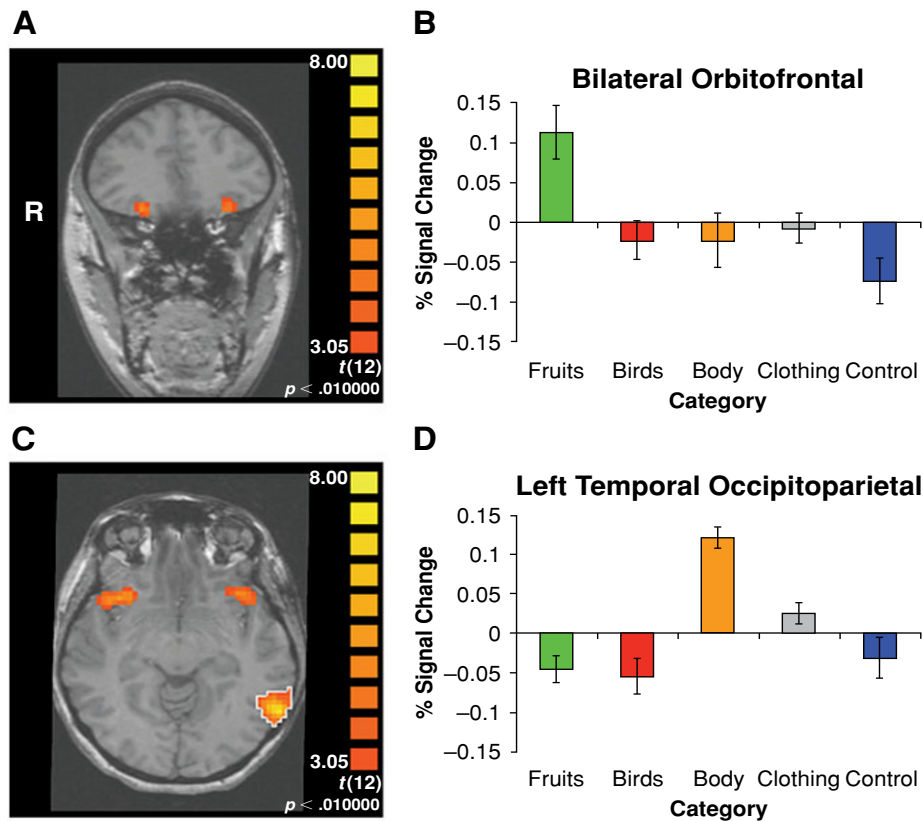 A
8.00
R
3.05
t(12)
p < .010000
B
Bilateral Orbitofrontal
% Signal Change
0.15
0.1
0.05
0
–0.05
–0.1
–0.15
Fruits Birds Body Clothing Control
Category
C
8.00
3.05
t(12)
p < .010000
D
Left Temporal Occipitoparietal
% Signal Change
0.15
0.1
0.05
0
–0.05
–0.1
–0.15
Fruits Birds Body Clothing Control
Category